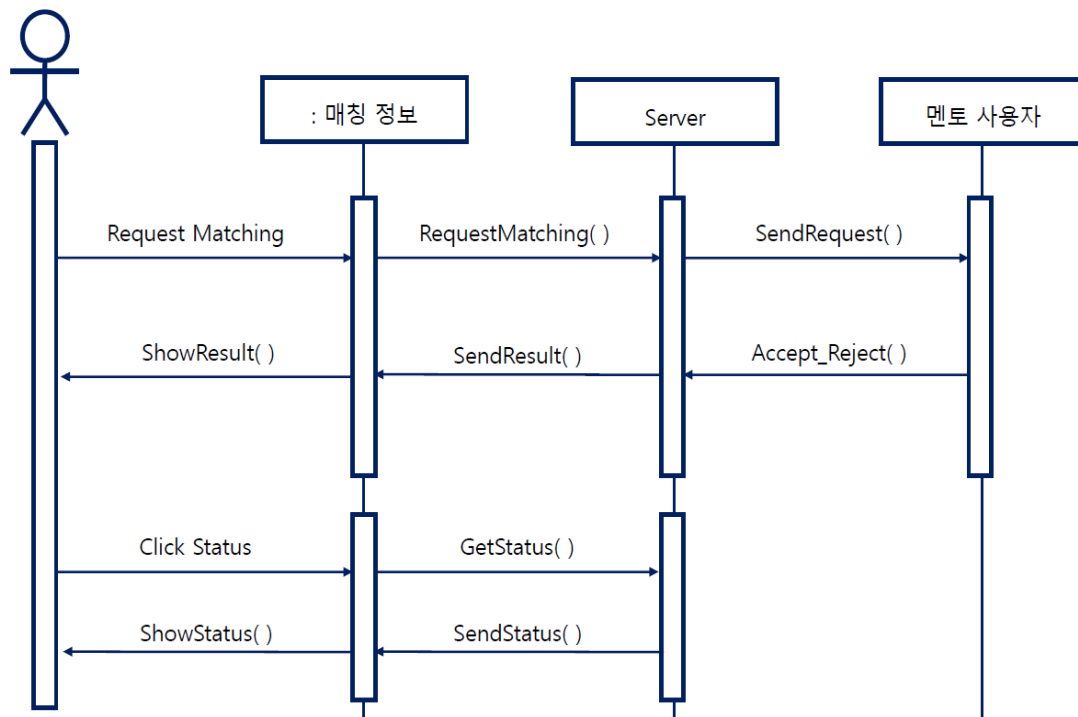 : 매칭 정보
Server
멘토 사용자
Request Matching
RequestMatching( )
SendRequest( )
ShowResult( )
SendResult( )
Accept_Reject( )
Click Status
GetStatus( )
ShowStatus( )
SendStatus( )